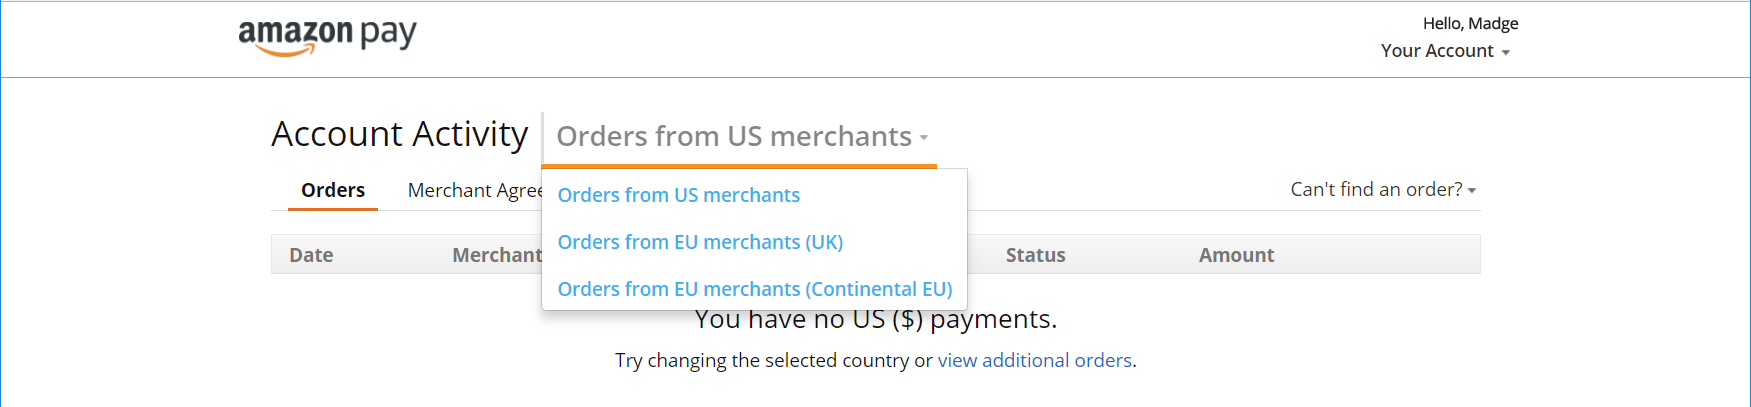 amazon pay
Hello, Madge
Your Account
Account Activity
Orders from US merchants
Orders from US merchants
Orders from EU merchants (UK)
Orders from EU merchants (Continental EU)
Orders
Merchant Agree
Can't find an order?
Date
Merchant
Status
Amount
You have no US ($) payments.
Try changing the selected country or view additional orders.